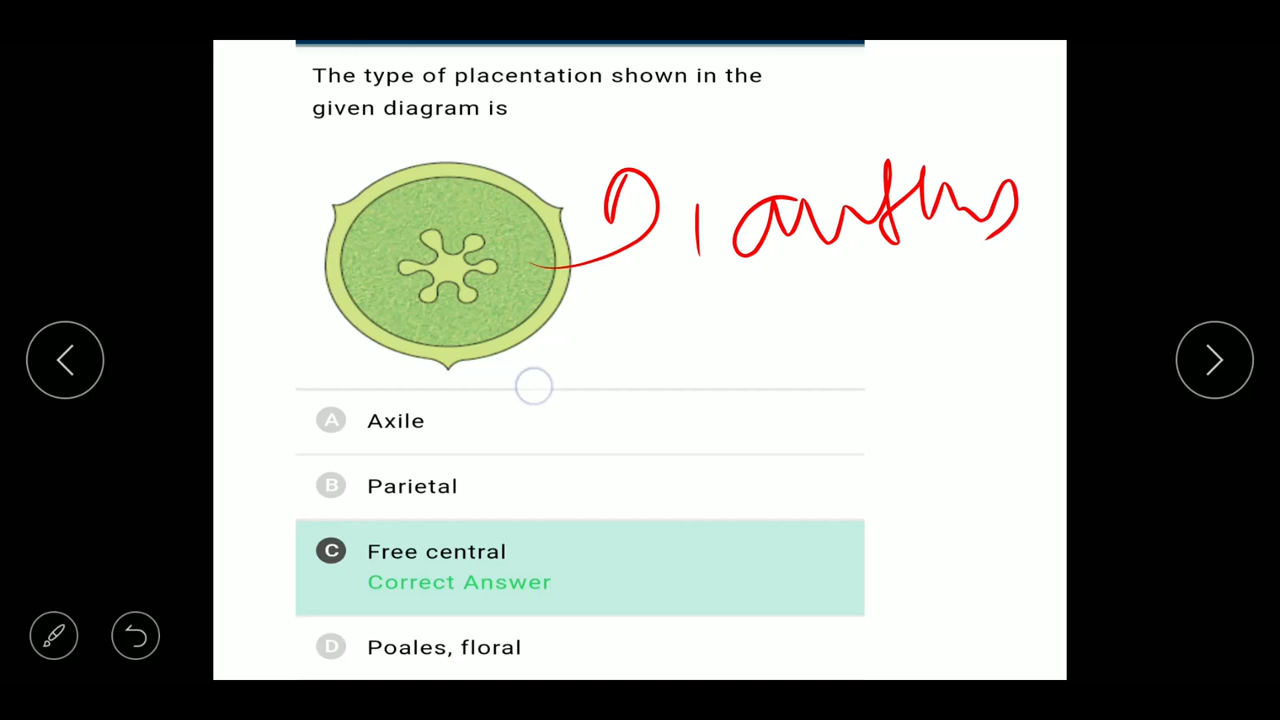 The type of placentation shown in the
given diagram is
Dianthus
A Axile
B Parietal
C Free central
Correct Answer
D Poales, floral